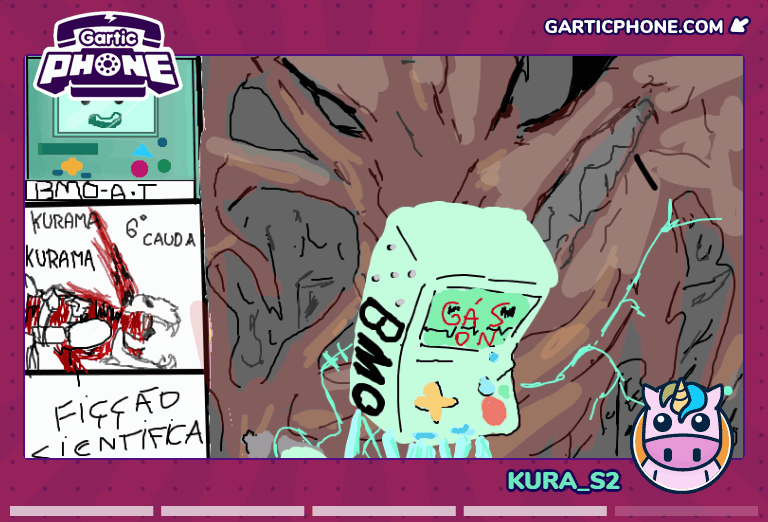 Gartic
PHONE
GARTICPHONE.COM
BMO-A.T
KURAMA
6° CAUDA
KURAMA
FICÇÃO
CIENTIFICA
BMO
GÁS
ON
KURA_S2